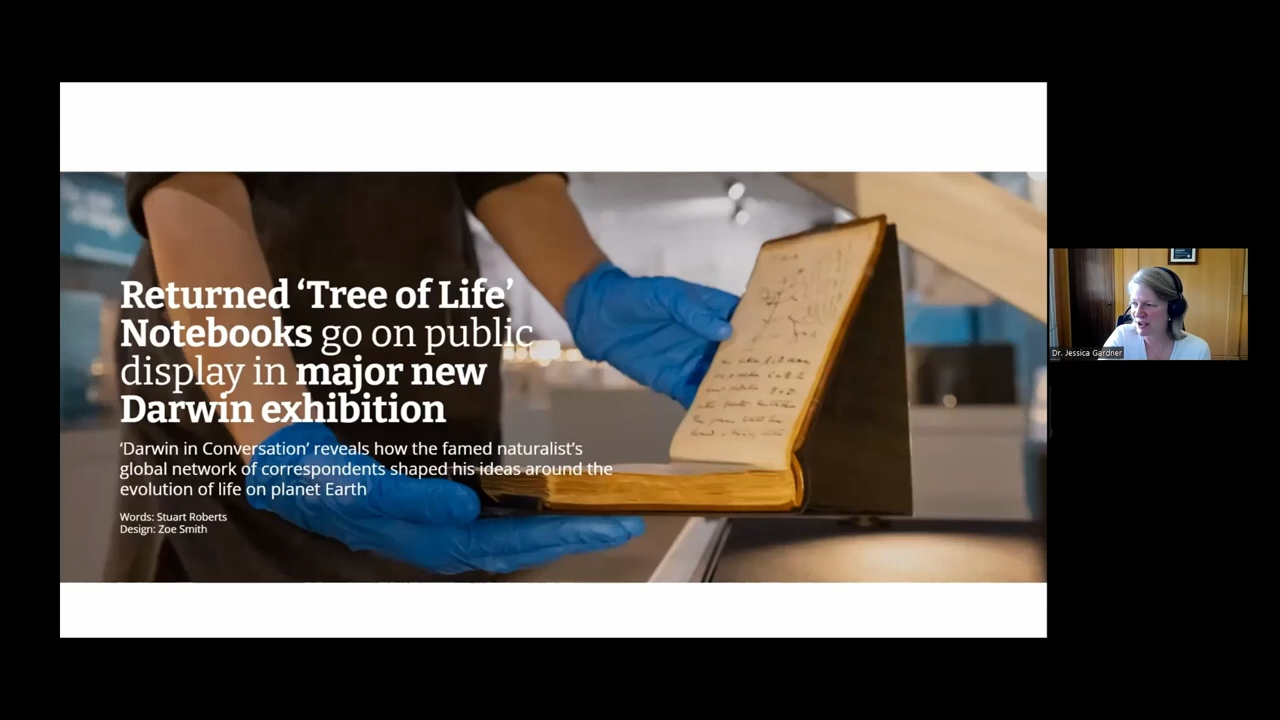 Returned ‘Tree of Life’
Notebooks go on public
display in major new
Darwin exhibition
‘Darwin in Conversation’ reveals how the famed naturalist’s
global network of correspondents shaped his ideas around the
evolution of life on planet Earth
Words: Stuart Roberts
Design: Zoe Smith
Dr. Jessica Gardner